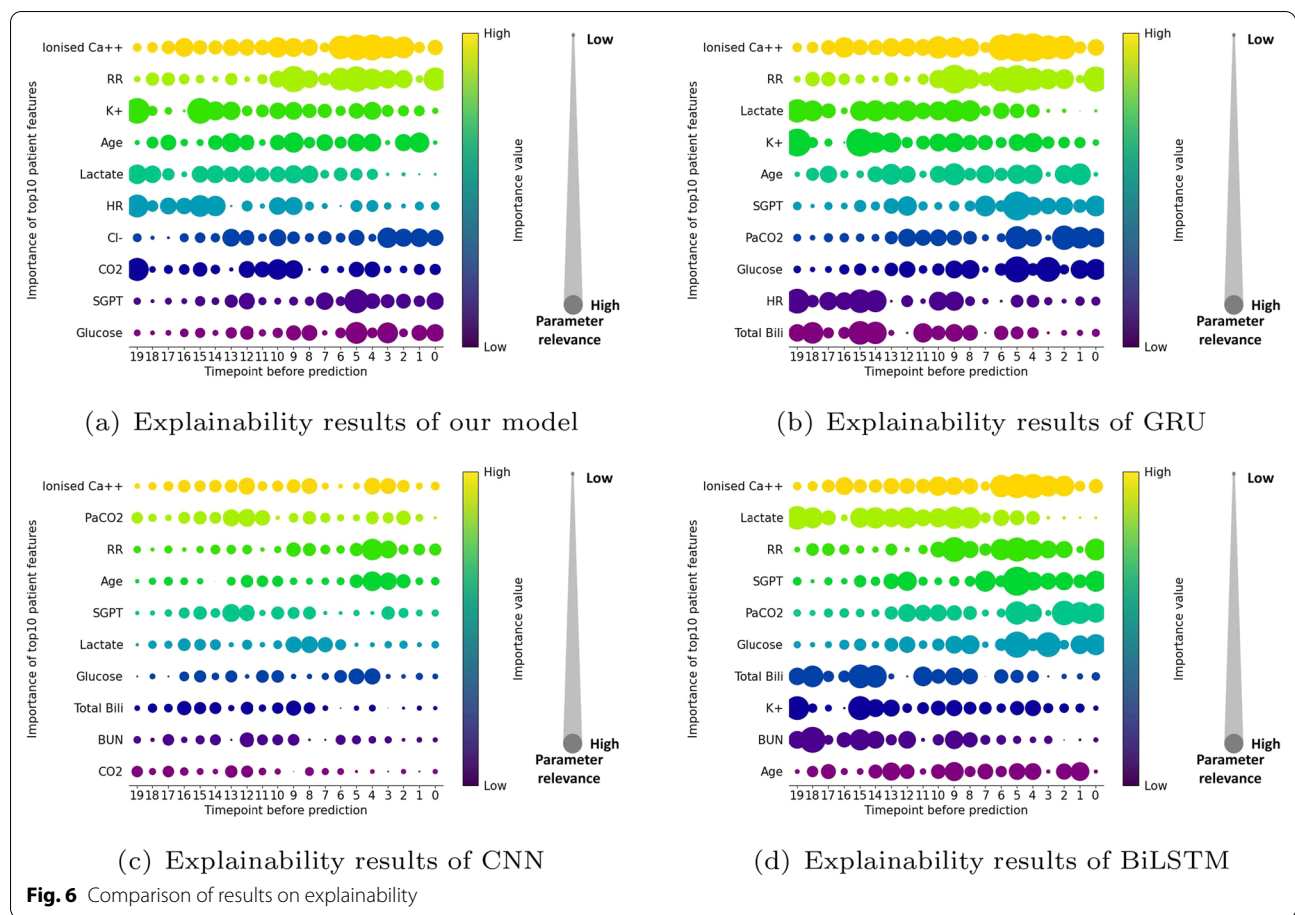 Ionised Ca++
RR
K+
Age
Lactate
HR
Cl-
CO2
SGPT
Glucose
Importance of top10 patient features
19 18 17 16 15 14 13 12 11 10 9 8 7 6 5 4 3 2 1 0
Timepoint before prediction
High
Low
Importance value
Low
High
Parameter
relevance
(a) Explainability results of our model
Ionised Ca++
RR
Lactate
K+
Age
SGPT
PaCO2
Glucose
HR
Total Bili
Importance of top10 patient features
19 18 17 16 15 14 13 12 11 10 9 8 7 6 5 4 3 2 1 0
Timepoint before prediction
High
Low
Importance value
Low
High
Parameter
relevance
(b) Explainability results of GRU
Ionised Ca++
PaCO2
RR
Age
SGPT
Lactate
Glucose
Total Bili
BUN
CO2
Importance of top10 patient features
19 18 17 16 15 14 13 12 11 10 9 8 7 6 5 4 3 2 1 0
Timepoint before prediction
High
Low
Importance value
Low
High
Parameter
relevance
(c) Explainability results of CNN
Ionised Ca++
Lactate
RR
SGPT
PaCO2
Glucose
Total Bili
K+
BUN
Age
Importance of top10 patient features
19 18 17 16 15 14 13 12 11 10 9 8 7 6 5 4 3 2 1 0
Timepoint before prediction
High
Low
Importance value
Low
High
Parameter
relevance
(d) Explainability results of BiLSTM
Fig. 6 Comparison of results on explainability